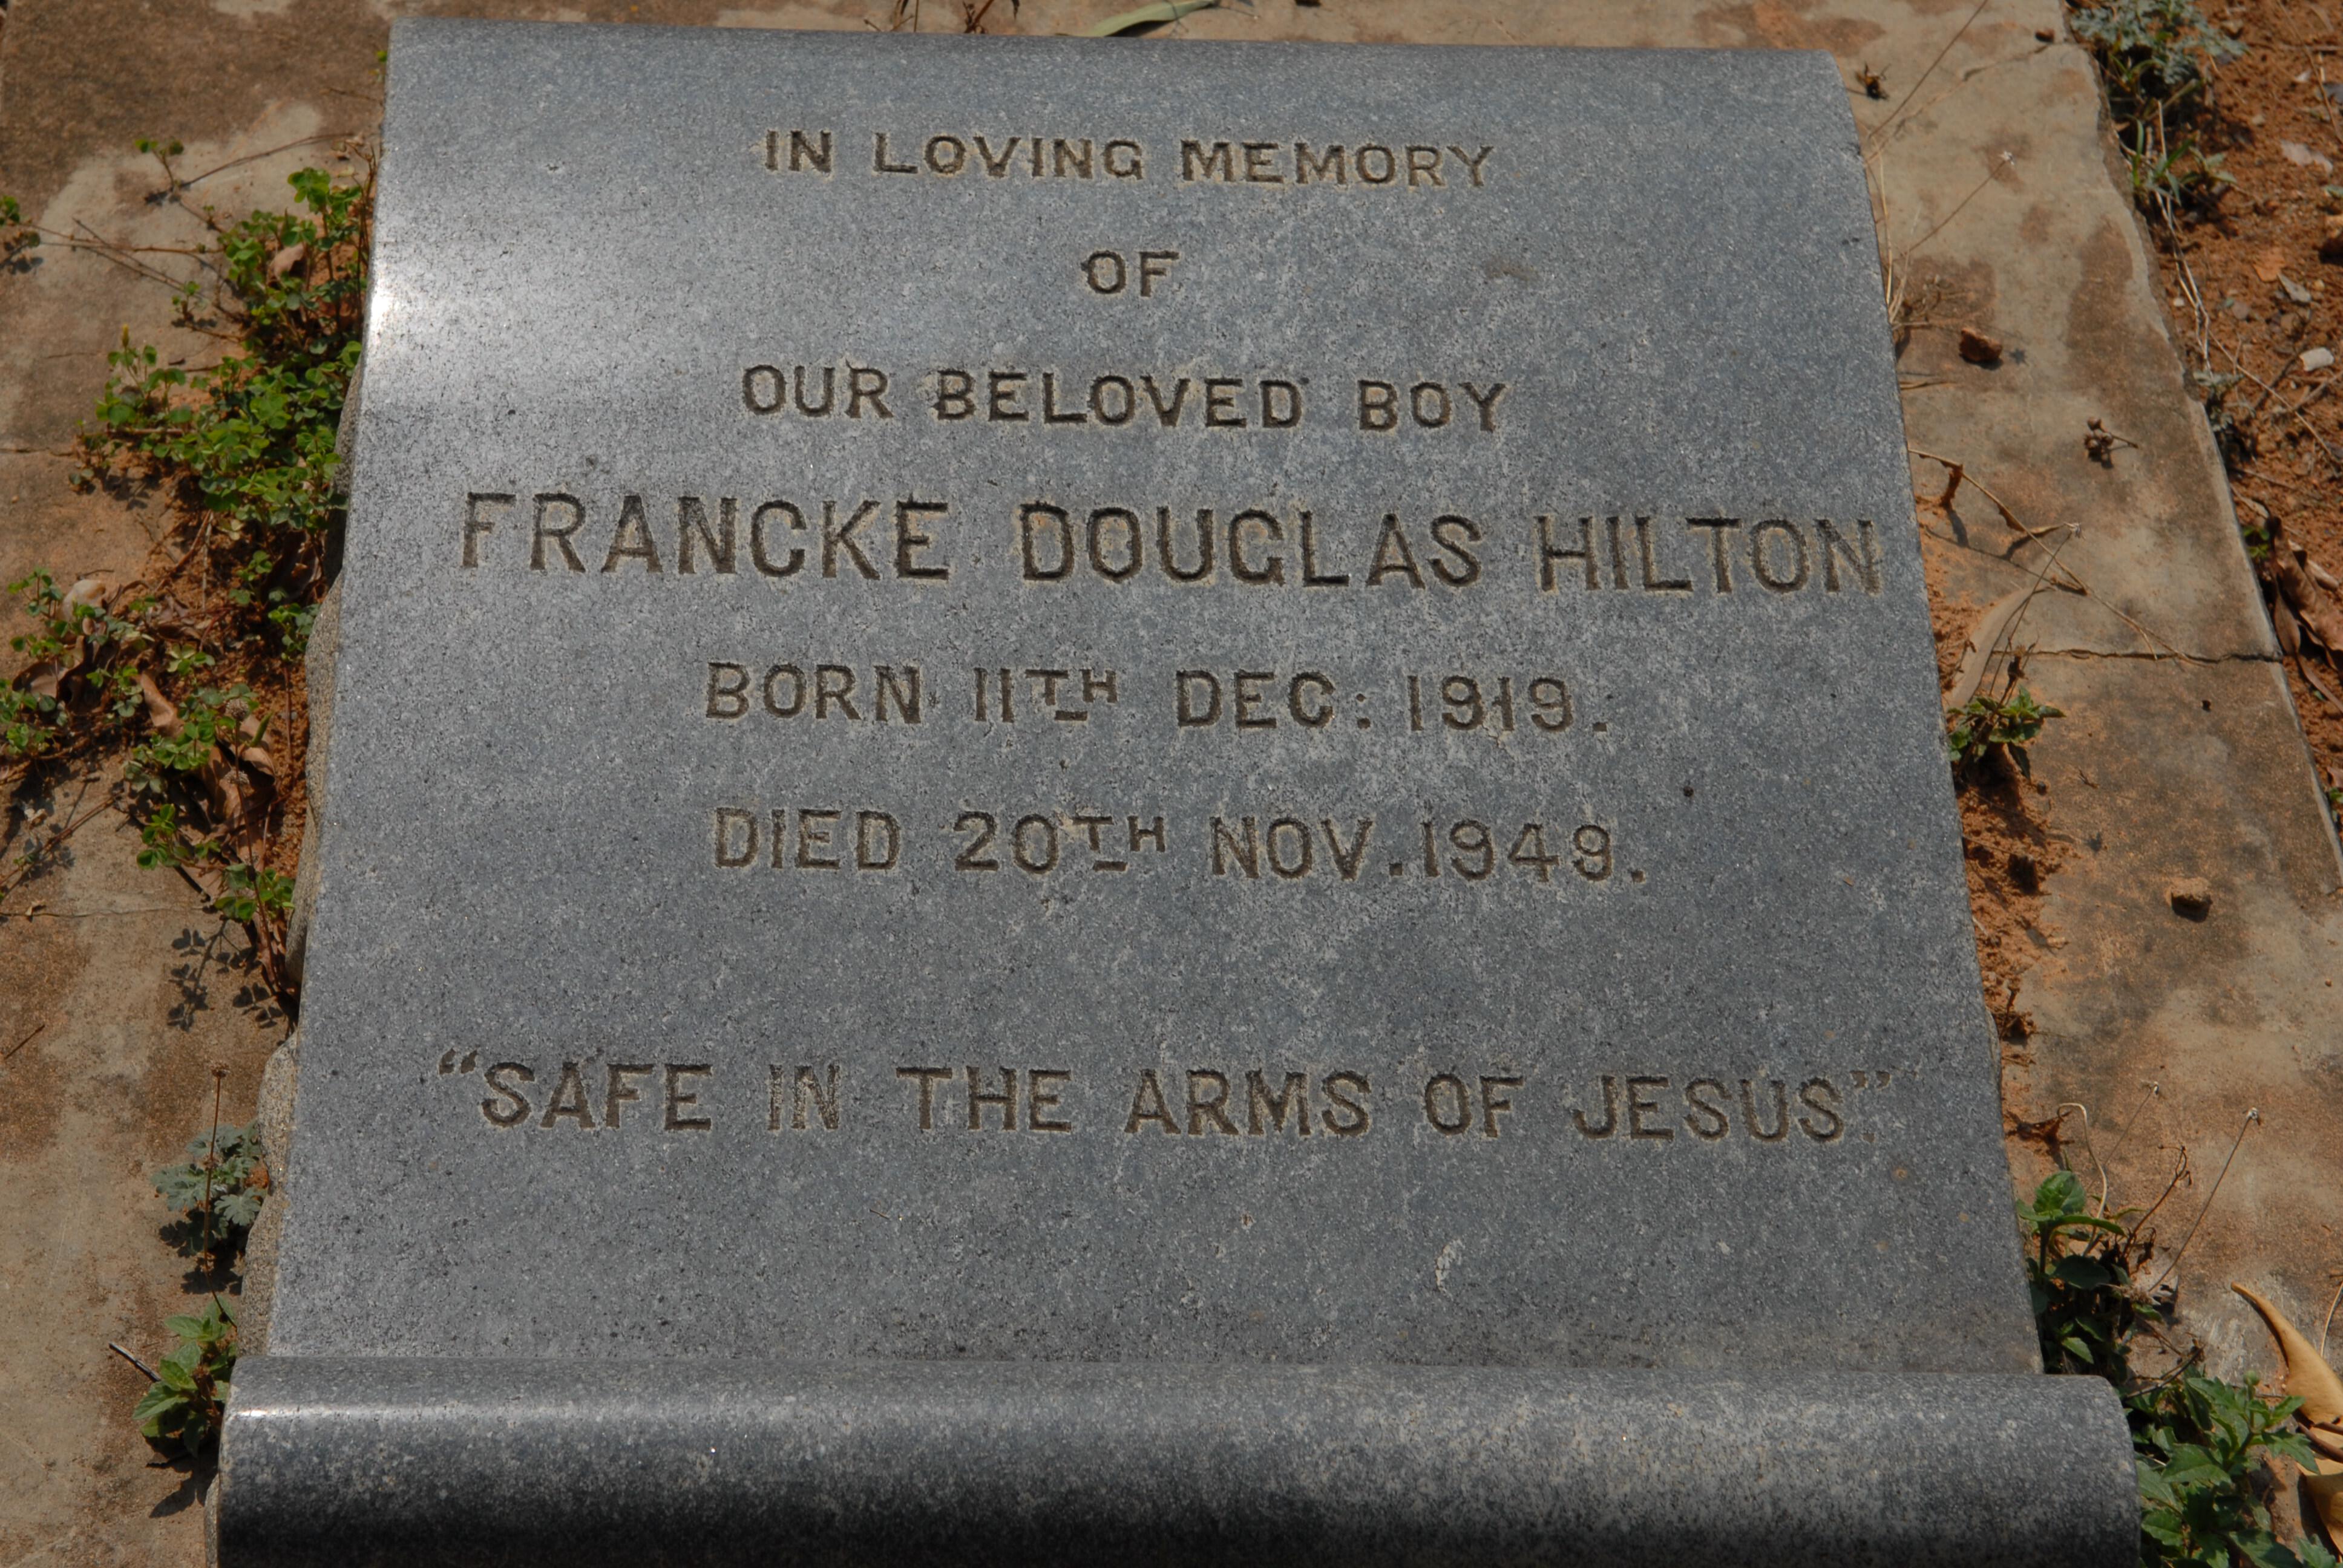 IN LOVING MEMORY
OF
OUR BELOVED BOY
FRANCKE DOUGLAS HILTON
BORN 11TH DEC: 1919.
DIED 20TH NOV. 1949.
“SAFE IN THE ARMS OF JESUS”.